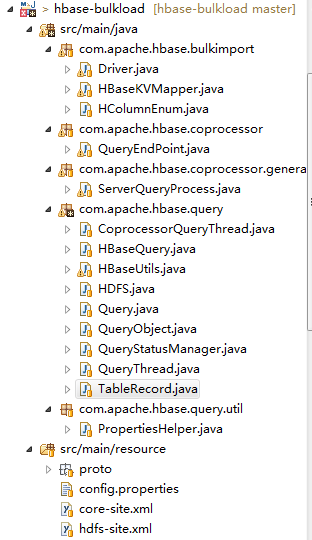 > hbase-bulkload [hbase-bulkload master]
src/main/java
com.apache.hbase.bulkimport
Driver.java
HBaseKVMapper.java
HColumnEnum.java
com.apache.hbase.coprocessor
QueryEndPoint.java
com.apache.hbase.coprocessor.genera
ServerQueryProcess.java
com.apache.hbase.query
CoprocessorQueryThread.java
HBaseQuery.java
HBaseUtils.java
HDFS.java
Query.java
QueryObject.java
QueryStatusManager.java
QueryThread.java
TableRecord.java
com.apache.hbase.query.util
PropertiesHelper.java
src/main/resource
proto
config.properties
core-site.xml
hdfs-site.xml